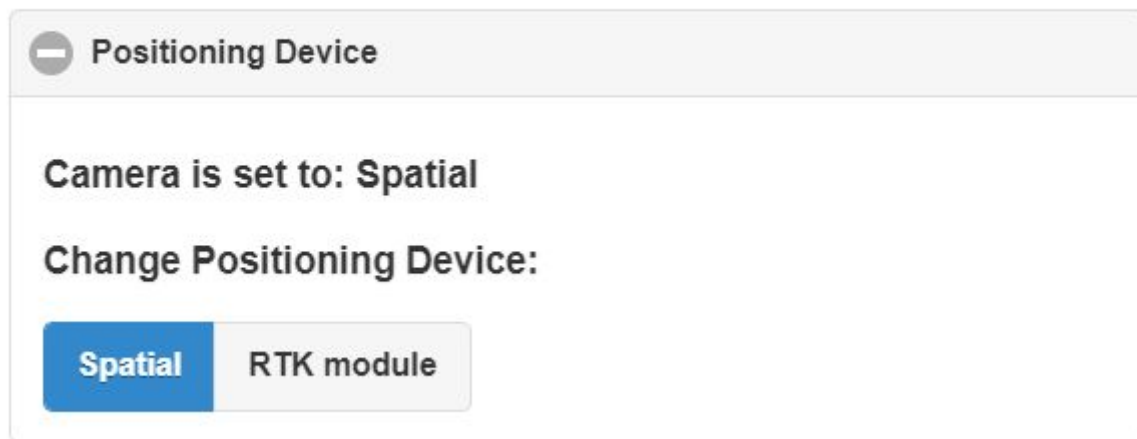 Positioning Device
Camera is set to: Spatial
Change Positioning Device:
Spatial RTK module